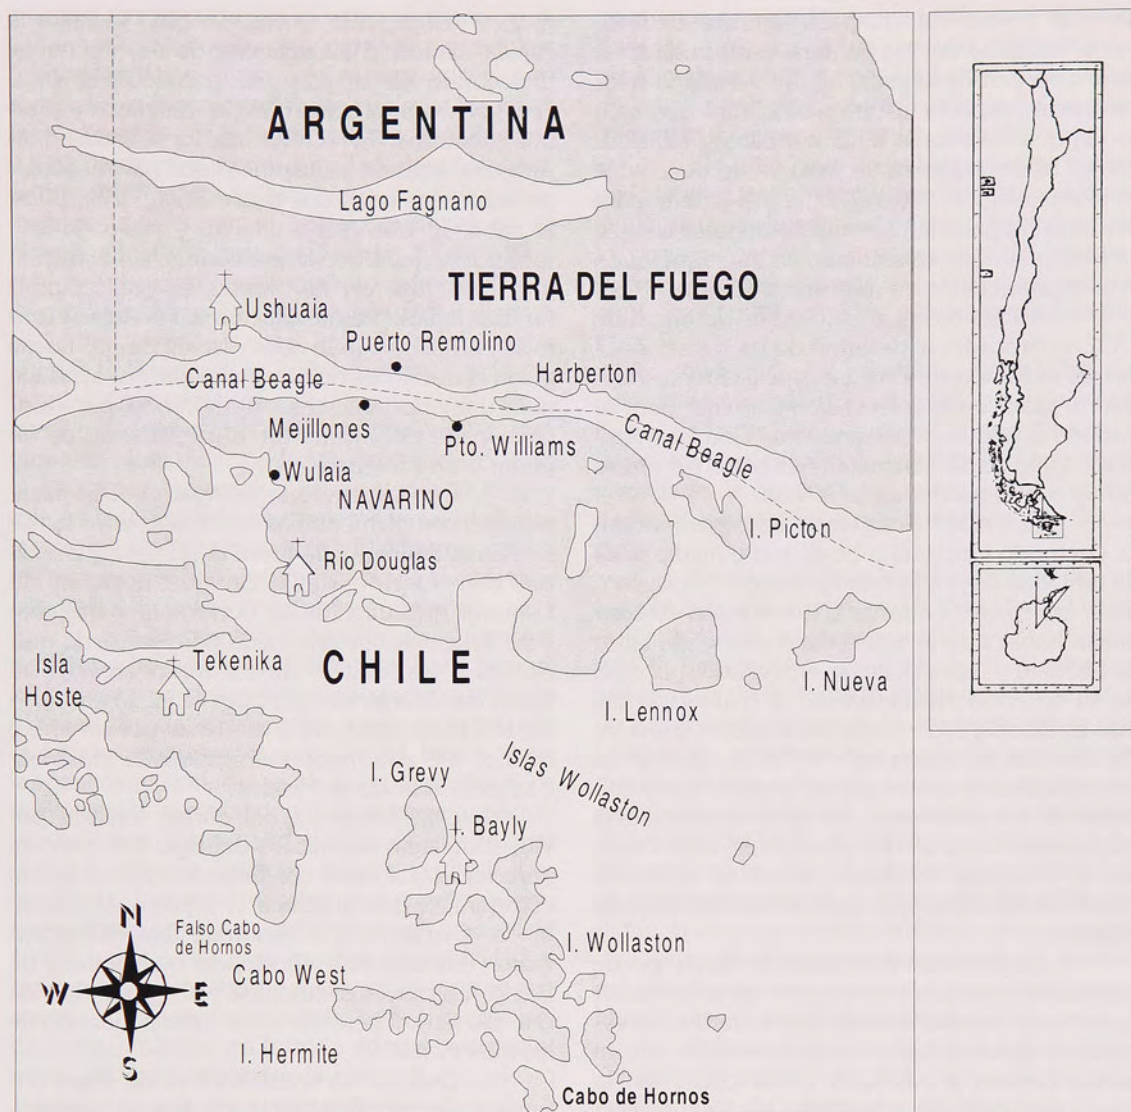 ARGENTINA
Lago Fagnano
TIERRA DEL FUEGO
Ushuaia
Puerto Remolino
Canal Beagle
Harberton
Mejillones
Pto. Williams
Canal Beagle
Wulaia
NAVARINO
I. Picton
Río Douglas
Isla
Hoste
Tekenika
CHILE
I. Nueva
I. Lennox
Islas Wollaston
I. Grevy
I. Bayly
N
W
E
S
Falso Cabo
de Hornos
Cabo West
I. Wollaston
I. Hermite
Cabo de Hornos